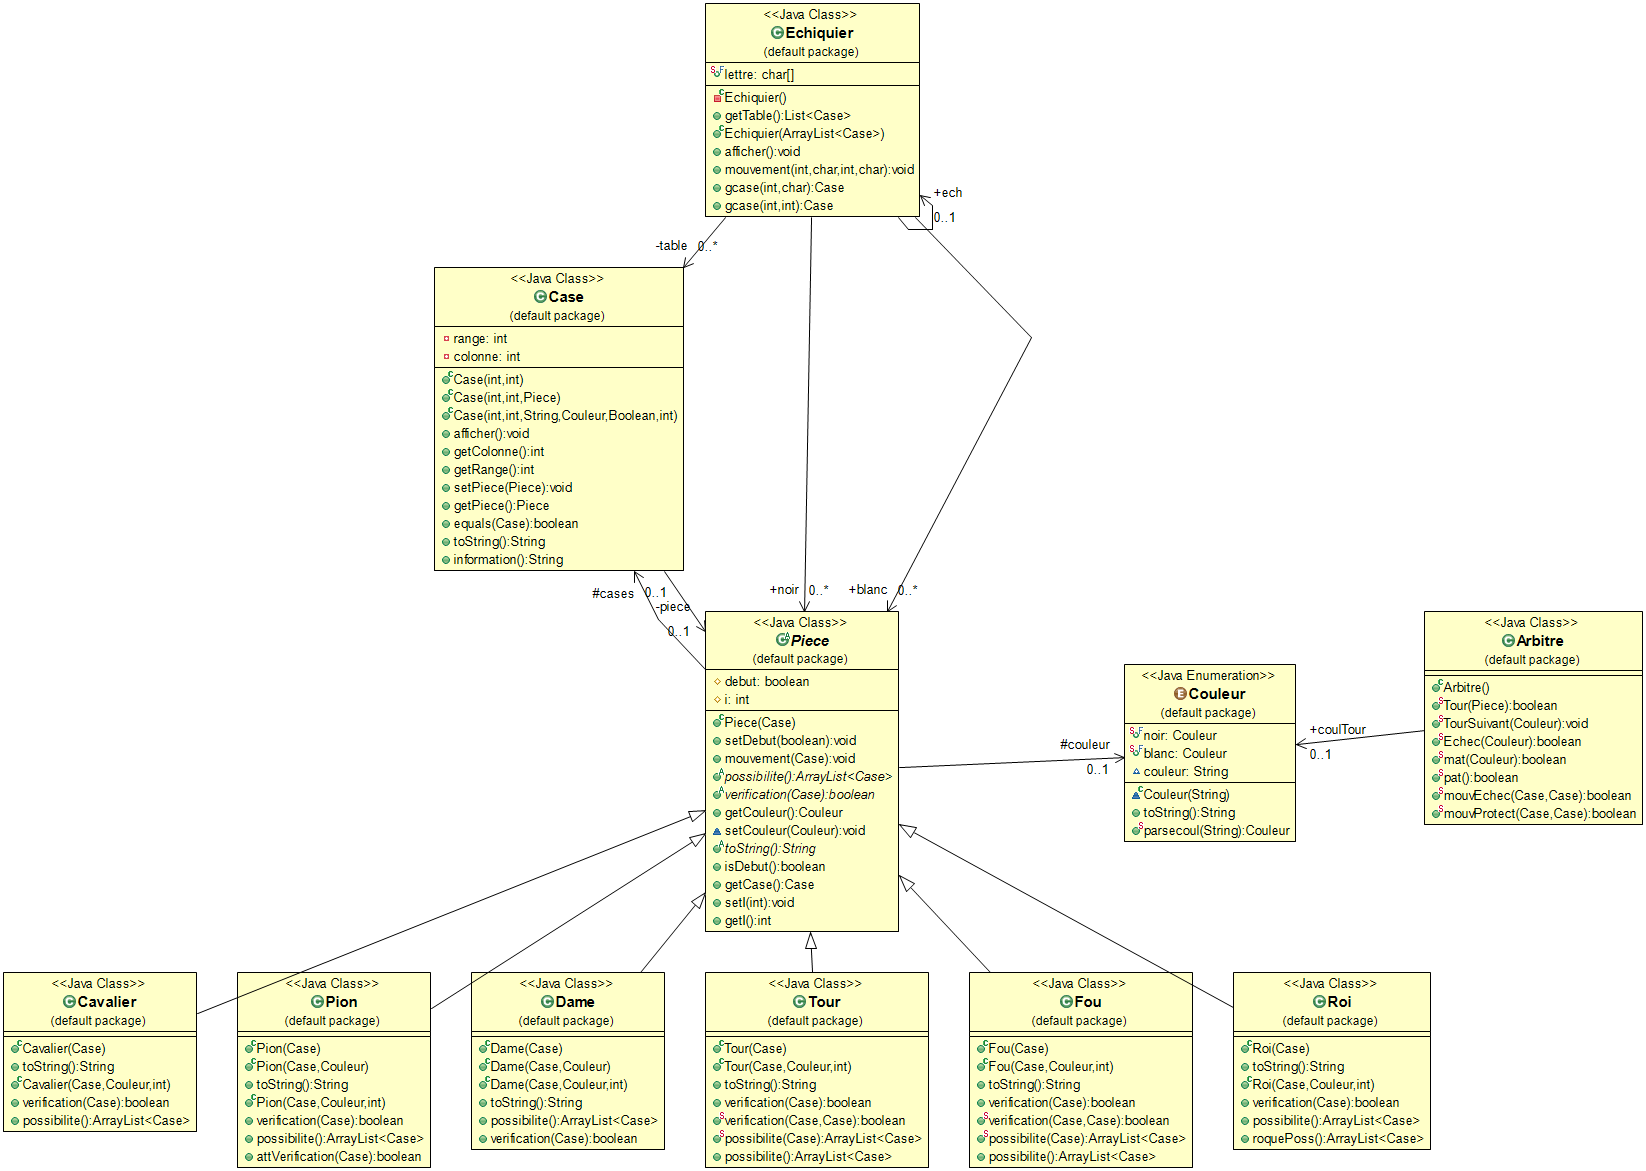 <<Java Class>>
Echiquier
(default package)
lettre: char[]
Echiquier()
getTable():List<Case>
Echiquier(ArrayList<Case>)
afficher():void
mouvement(int,char,int,char):void
gcase(int,char):Case
gcase(int,int):Case
+ech
0..1
-table 0..*
<<Java Class>>
Case
(default package)
range: int
colonne: int
Case(int,int)
Case(int,int,Piece)
Case(int,int,String,Couleur,Boolean,int)
afficher():void
getColonne():int
getRange():int
setPiece(Piece):void
getPiece():Piece
equals(Case):boolean
toString():String
information():String
#cases 0..1
-piece
0..1
+noir 0..*
+blanc 0..*
<<Java Class>>
Piece
(default package)
debut: boolean
i: int
Piece(Case)
setDebut(boolean):void
mouvement(Case):void
possibilite():ArrayList<Case>
verification(Case):boolean
getCouleur():Couleur
setCouleur(Couleur):void
toString():String
isDebut():boolean
getCase():Case
setI(int):void
getI():int
#couleur
0..1
<<Java Enumeration>>
Couleur
(default package)
noir: Couleur
blanc: Couleur
couleur: String
Couleur(String)
toString():String
parsecoul(String):Couleur
+coulTour
0..1
<<Java Class>>
Arbitre
(default package)
Arbitre()
Tour(Piece):boolean
TourSuivant(Couleur):void
Echec(Couleur):boolean
mat(Couleur):boolean
pat():boolean
mouvEchec(Case,Case):boolean
mouvProtect(Case,Case):boolean
<<Java Class>>
Cavalier
(default package)
Cavalier(Case)
toString():String
Cavalier(Case,Couleur,int)
verification(Case):boolean
possibilite():ArrayList<Case>
<<Java Class>>
Pion
(default package)
Pion(Case)
Pion(Case,Couleur)
toString():String
Pion(Case,Couleur,int)
verification(Case):boolean
possibilite():ArrayList<Case>
attVerification(Case):boolean
<<Java Class>>
Dame
(default package)
Dame(Case)
Dame(Case,Couleur)
Dame(Case,Couleur,int)
toString():String
possibilite():ArrayList<Case>
verification(Case):boolean
<<Java Class>>
Tour
(default package)
Tour(Case)
Tour(Case,Couleur,int)
toString():String
verification(Case):boolean
verification(Case,Case):boolean
possibilite(Case):ArrayList<Case>
possibilite():ArrayList<Case>
<<Java Class>>
Fou
(default package)
Fou(Case)
Fou(Case,Couleur,int)
toString():String
verification(Case):boolean
verification(Case,Case):boolean
possibilite(Case):ArrayList<Case>
possibilite():ArrayList<Case>
<<Java Class>>
Roi
(default package)
Roi(Case)
toString():String
Roi(Case,Couleur,int)
verification(Case):boolean
possibilite():ArrayList<Case>
roquePoss():ArrayList<Case>